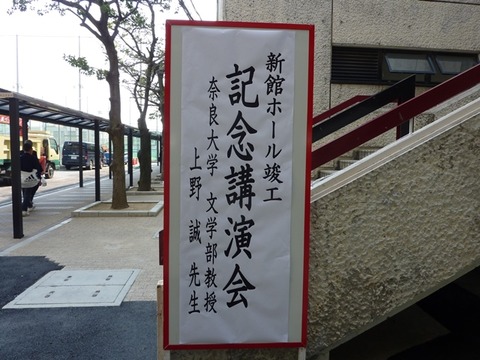 新館ホール竣工
記念講演会
奈良大学 文学部教授
上野 誠 先生